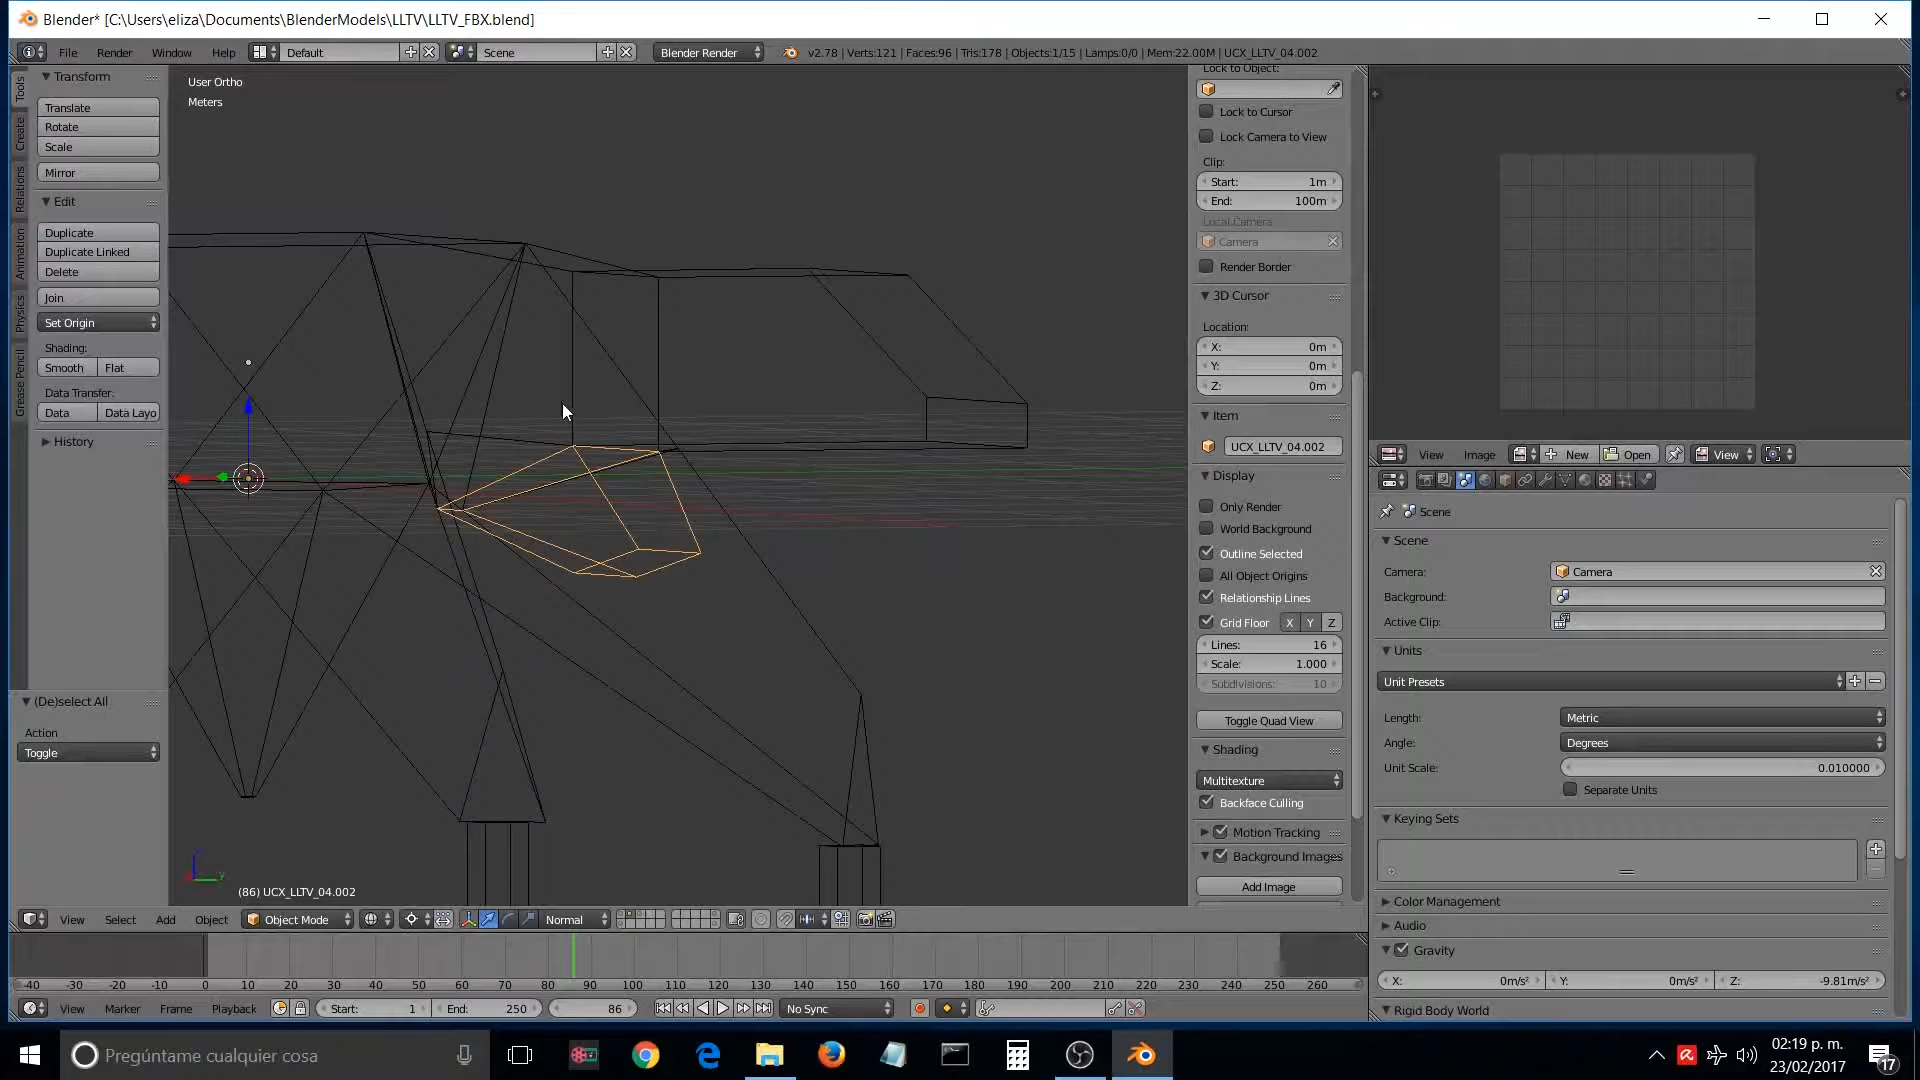 Blender* [C:\Users\eliza\Documents\BlenderModels\LLTV\LLTV_FBX.blend]
File Render Window Help Default Scene Blender Render v2.78 | Verts:121 | Faces:96 | Tris:178 | Objects:1/15 | Lamps:0/0 | Mem:22.00M | UCX_LLTV_04.002
Tools
Create
Relations
Animation
Physics
Grease Pencil
Transform
Translate
Rotate
Scale
Mirror
Edit
Duplicate
Duplicate Linked
Delete
Join
Set Origin
Shading:
Smooth Flat
Data Transfer:
Data Data Layo
History
(De)select All
Action
Toggle
User Ortho
Meters
(86) UCX_LLTV_04.002
Lock to Object:
Lock to Cursor
Lock Camera to View
Clip:
Start: 1m
End: 100m
Local Camera
Camera
Render Border
3D Cursor
Location:
X: 0m
Y: 0m
Z: 0m
Item
UCX_LLTV_04.002
Display
Only Render
World Background
Outline Selected
All Object Origins
Relationship Lines
Grid Floor X Y Z
Lines: 16
Scale: 1.000
Subdivisions: 10
Toggle Quad View
Shading
Multitexture
Backface Culling
Motion Tracking
Background Images
Add Image
View Image New Open View
Scene
Scene
Camera: Camera
Background:
Active Clip:
Units
Unit Presets
Length: Metric
Angle: Degrees
Unit Scale: 0.010000
Separate Units
Keying Sets
Color Management
Audio
Gravity
X: 0m/s² Y: 0m/s² Z: -9.81m/s²
Rigid Body World
View Select Add Object Object Mode Normal
-40 -30 -20 -10 0 10 20 30 40 50 60 70 80 90 100 110 120 130 140 150 160 170 180 190 200 210 220 230 240 250 260
View Marker Frame Playback Start: 1 End: 250 86 No Sync
Pregúntame cualquier cosa
02:19 p. m.
23/02/2017
17